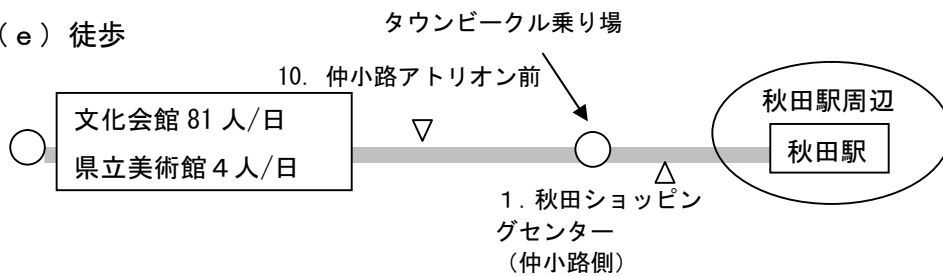 （ｅ）徒歩
タウンビークル乗り場
10. 仲小路アトリオン前
文化会館 81 人/日
県立美術館４人/日
秋田駅周辺
秋田駅
１. 秋田ショッピン
グセンター
（仲小路側）